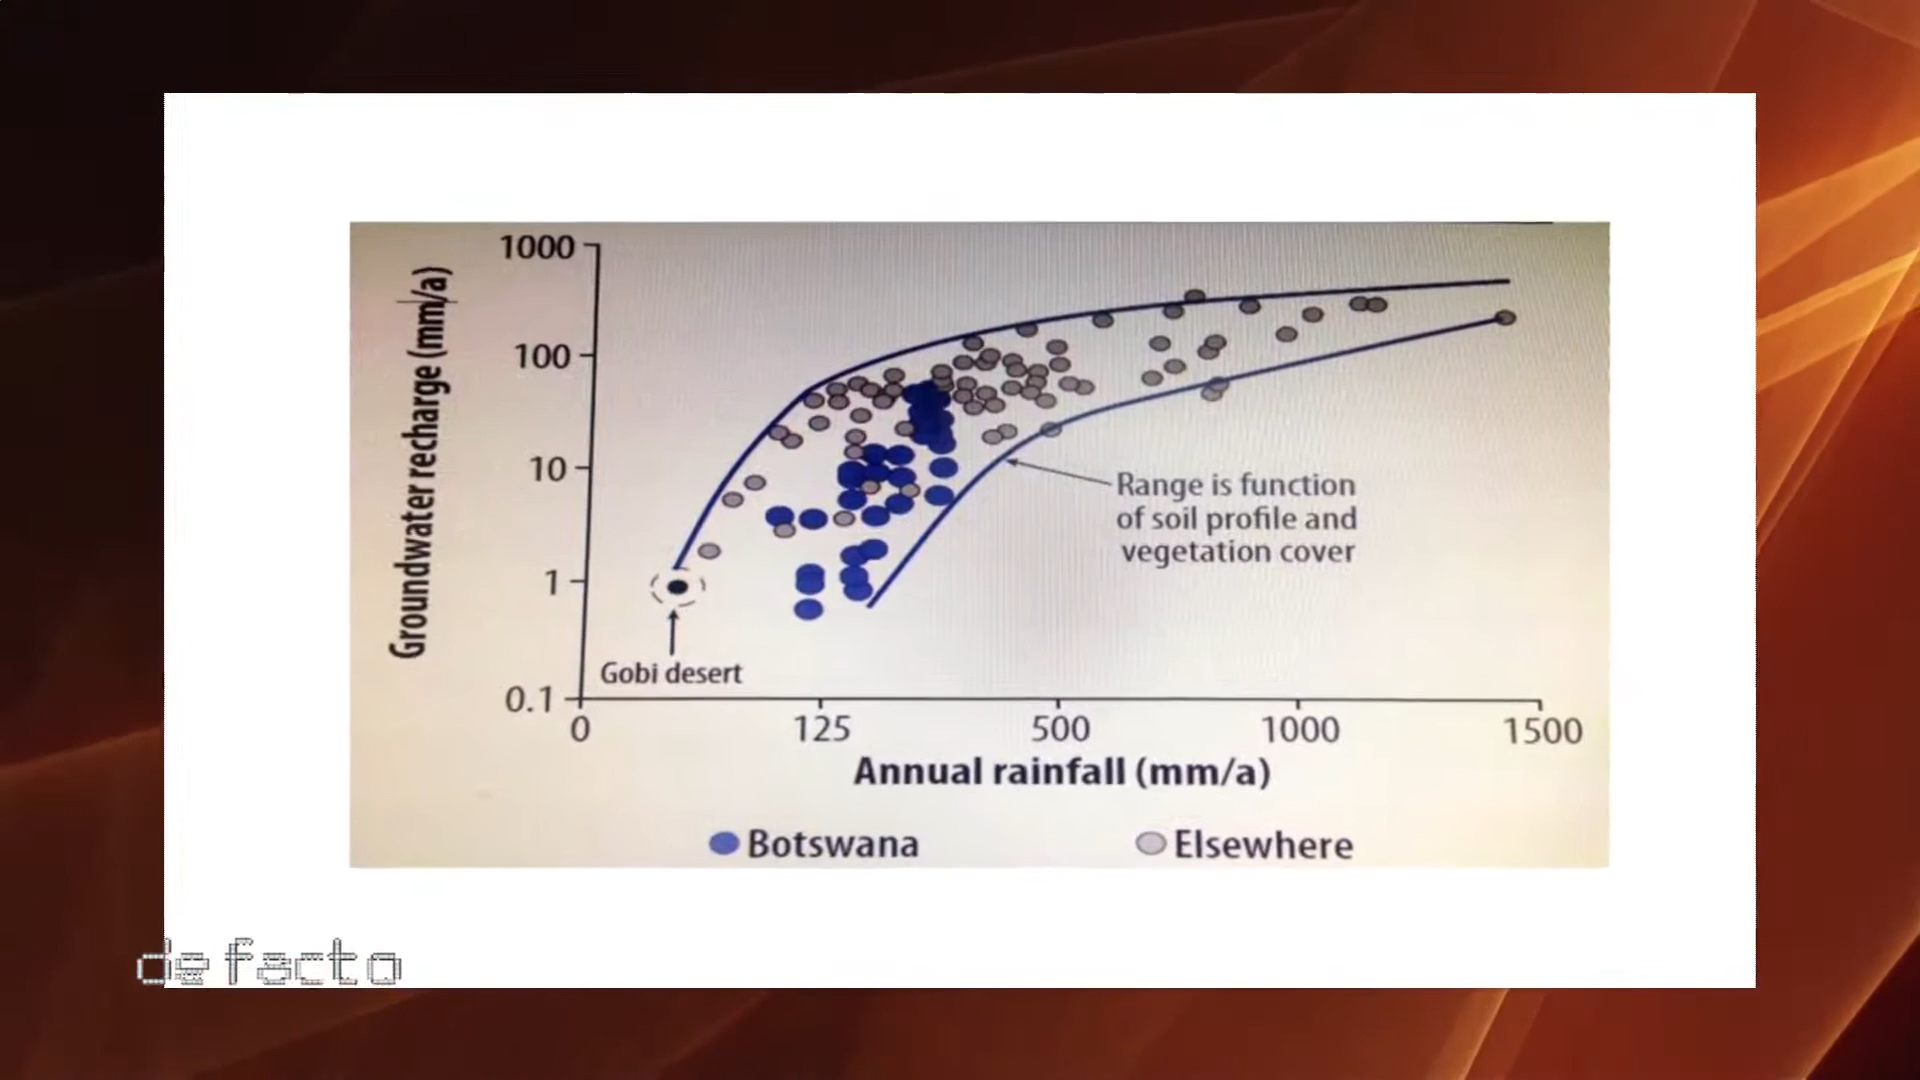 1000
100
10
1
0.1
Groundwater recharge (mm/a)
Gobi desert
Range is function
of soil profile and
vegetation cover
0 125 500 1000 1500
Annual rainfall (mm/a)
Botswana Elsewhere
de facto